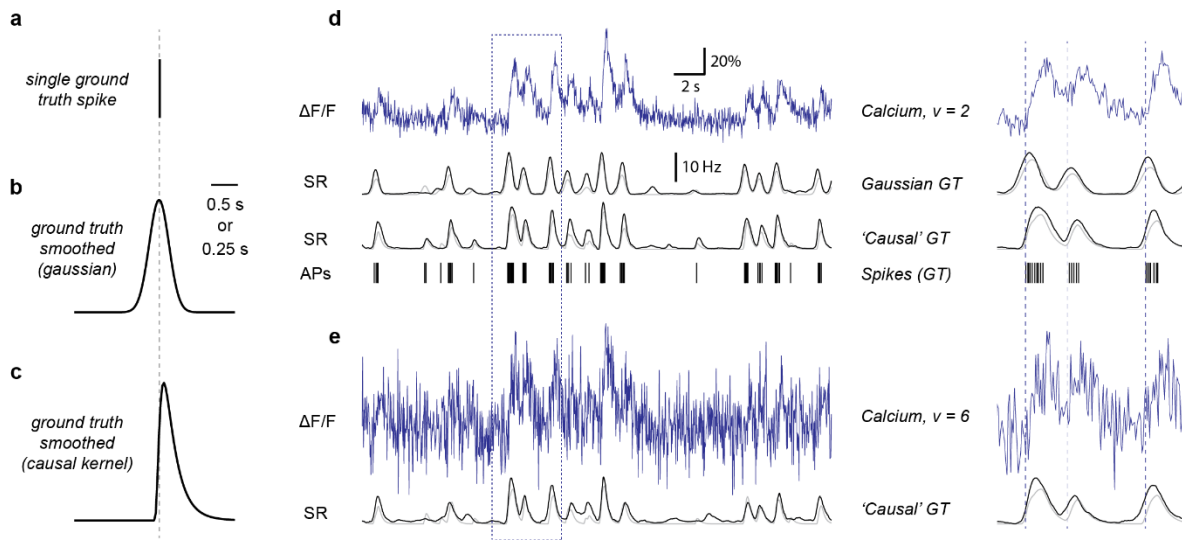 a
single ground
truth spike
b
ground truth
smoothed
(gaussian)
0.5 s
or
0.25 s
c
ground truth
smoothed
(causal kernel)
d
ΔF/F
20%
2 s
SR
10 Hz
SR
APs
Calcium, ν = 2
Gaussian GT
‘Causal’ GT
Spikes (GT)
e
ΔF/F
SR
Calcium, ν = 6
‘Causal’ GT